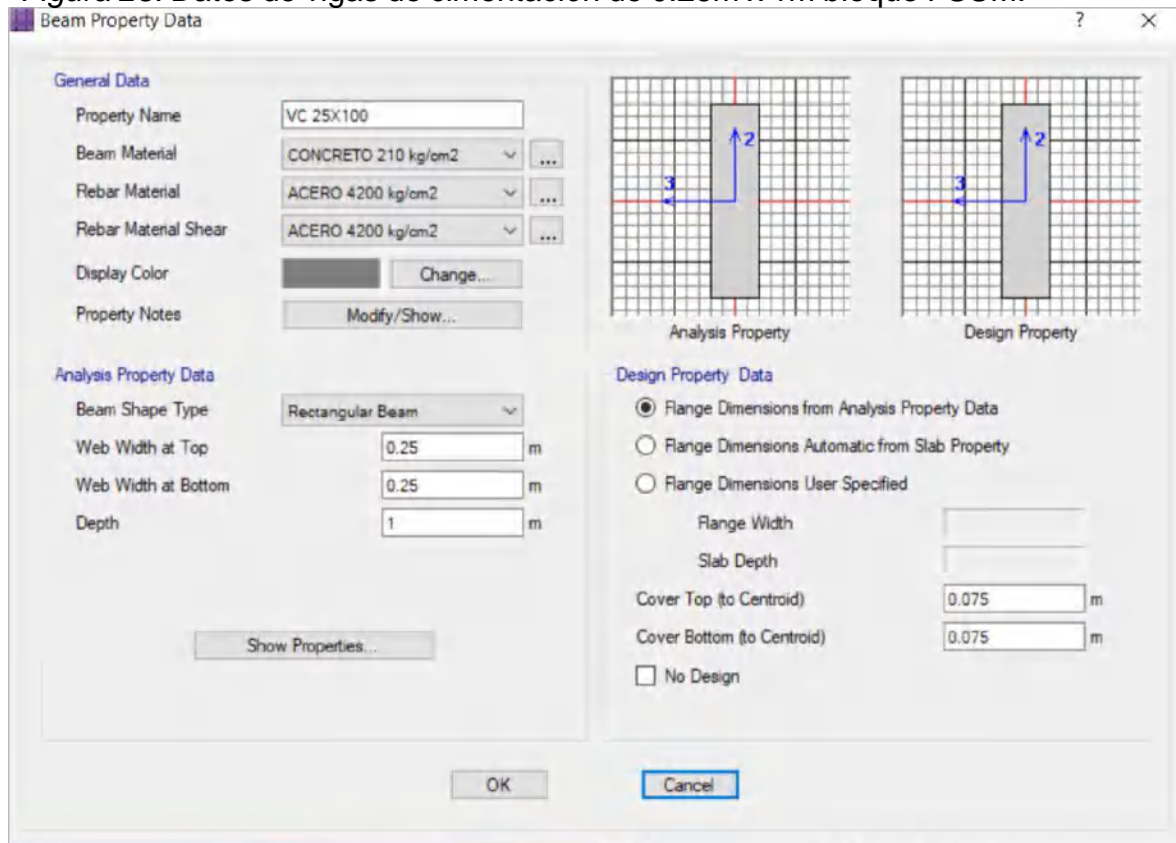 Beam Property Data ? X
General Data
Property Name VC 25X100
Beam Material CONCRETO 210 kg/cm2 ...
Rebar Material ACERO 4200 kg/cm2 ...
Rebar Material Shear ACERO 4200 kg/cm2 ...
Display Color Change...
Property Notes Modify/Show...
2
3
Analysis Property
2
3
Design Property
Analysis Property Data
Beam Shape Type Rectangular Beam
Web Width at Top 0.25 m
Web Width at Bottom 0.25 m
Depth 1 m
Show Properties...
Design Property Data
Flange Dimensions from Analysis Property Data
Flange Dimensions Automatic from Slab Property
Flange Dimensions User Specified
Flange Width
Slab Depth
Cover Top (to Centroid) 0.075 m
Cover Bottom (to Centroid) 0.075 m
No Design
OK Cancel